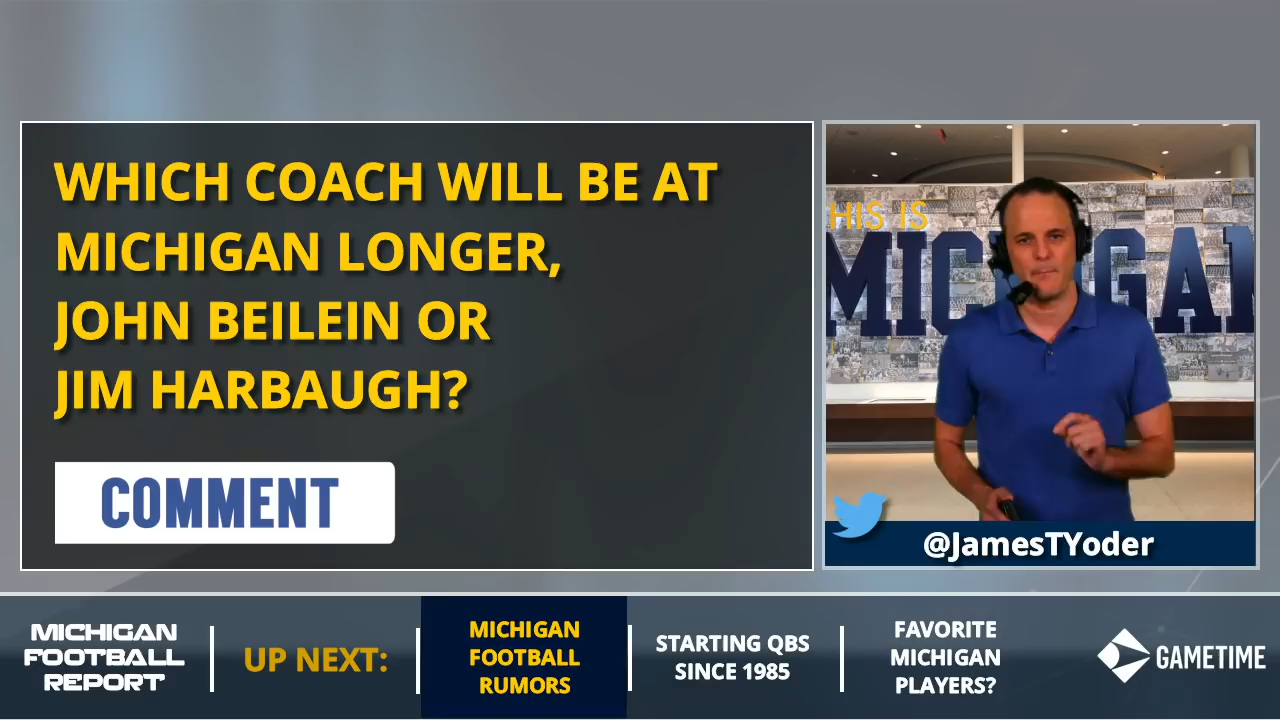 WHICH COACH WILL BE AT
MICHIGAN LONGER,
JOHN BEILEIN OR
JIM HARBAUGH?
COMMENT
HIS IS
MICHIGAN
@JamesTYoder
MICHIGAN
FOOTBALL
REPORT
UP NEXT:
MICHIGAN
FOOTBALL
RUMORS
STARTING QBS
SINCE 1985
FAVORITE
MICHIGAN
PLAYERS?
GAMETIME